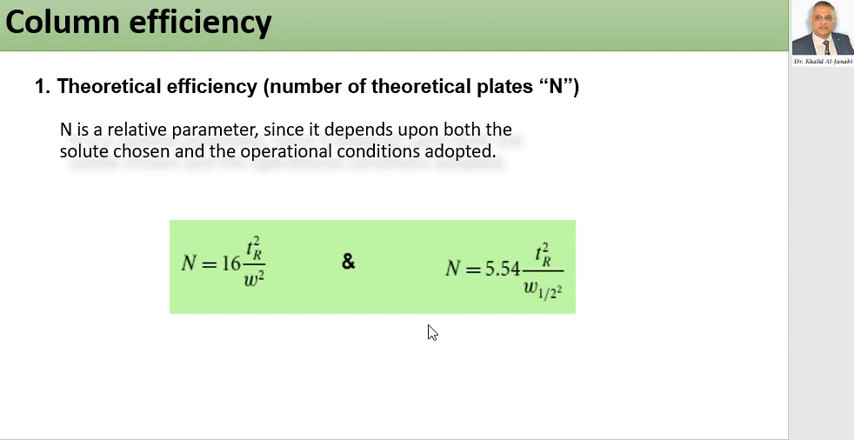 Column efficiency
Dr. Khalid Al-Janabi
1. Theoretical efficiency (number of theoretical plates “N”)
N is a relative parameter, since it depends upon both the
solute chosen and the operational conditions adopted.
N = 16 t_R^2 / w^2 & N = 5.54 t_R^2 / w_{1/2^2}